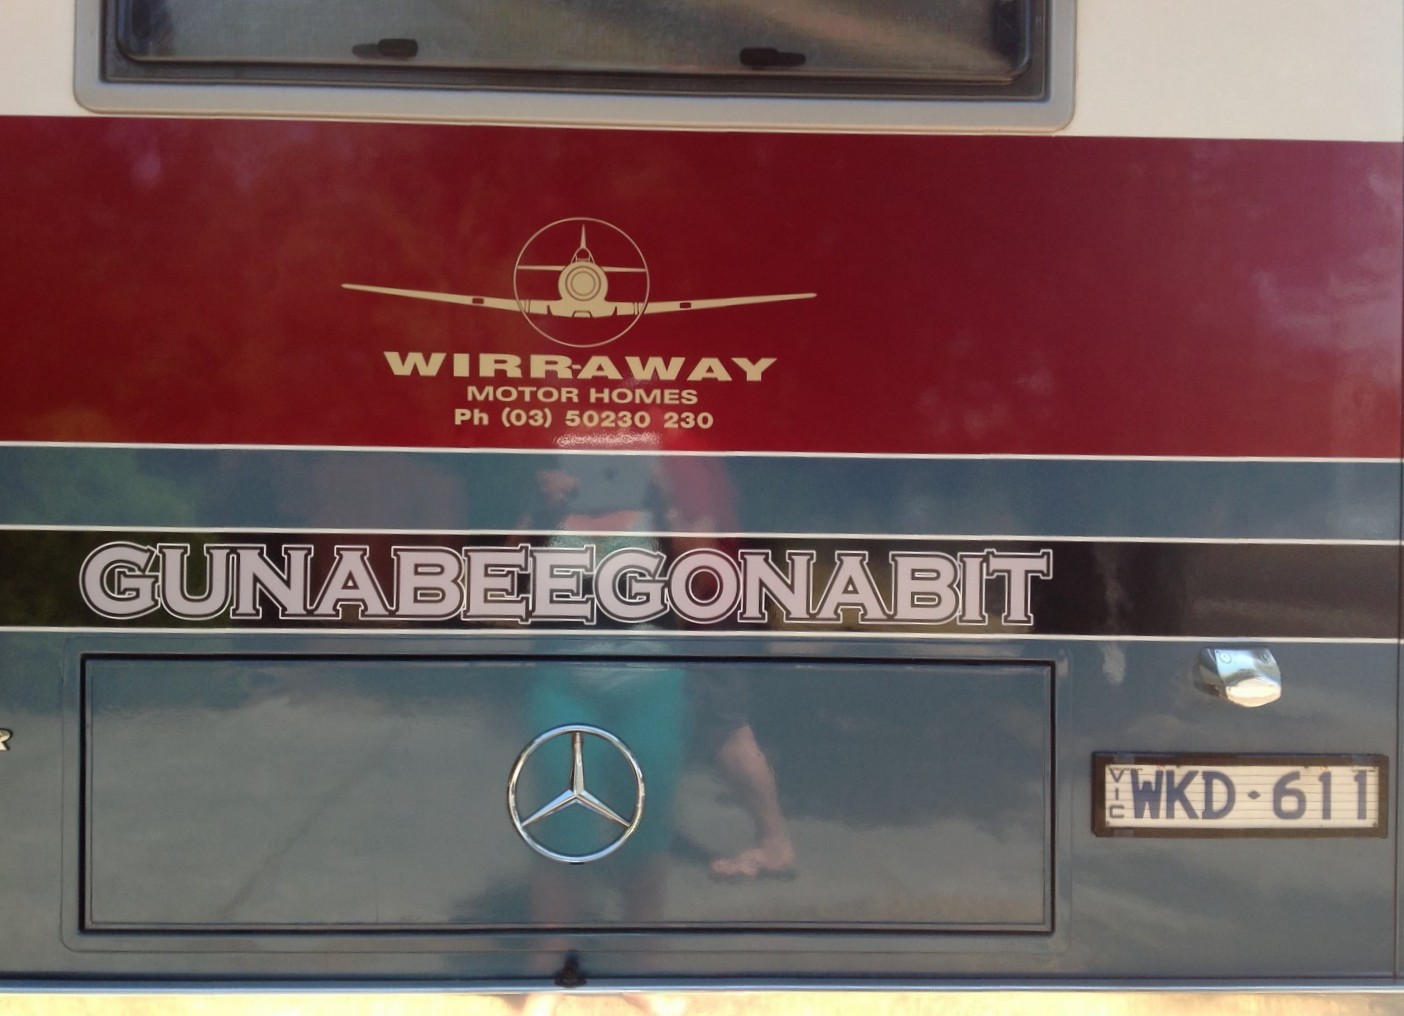 WIRRAWAY
MOTOR HOMES
Ph (03) 50230 230
GUNABEEGONABIT
VIC WKD·611